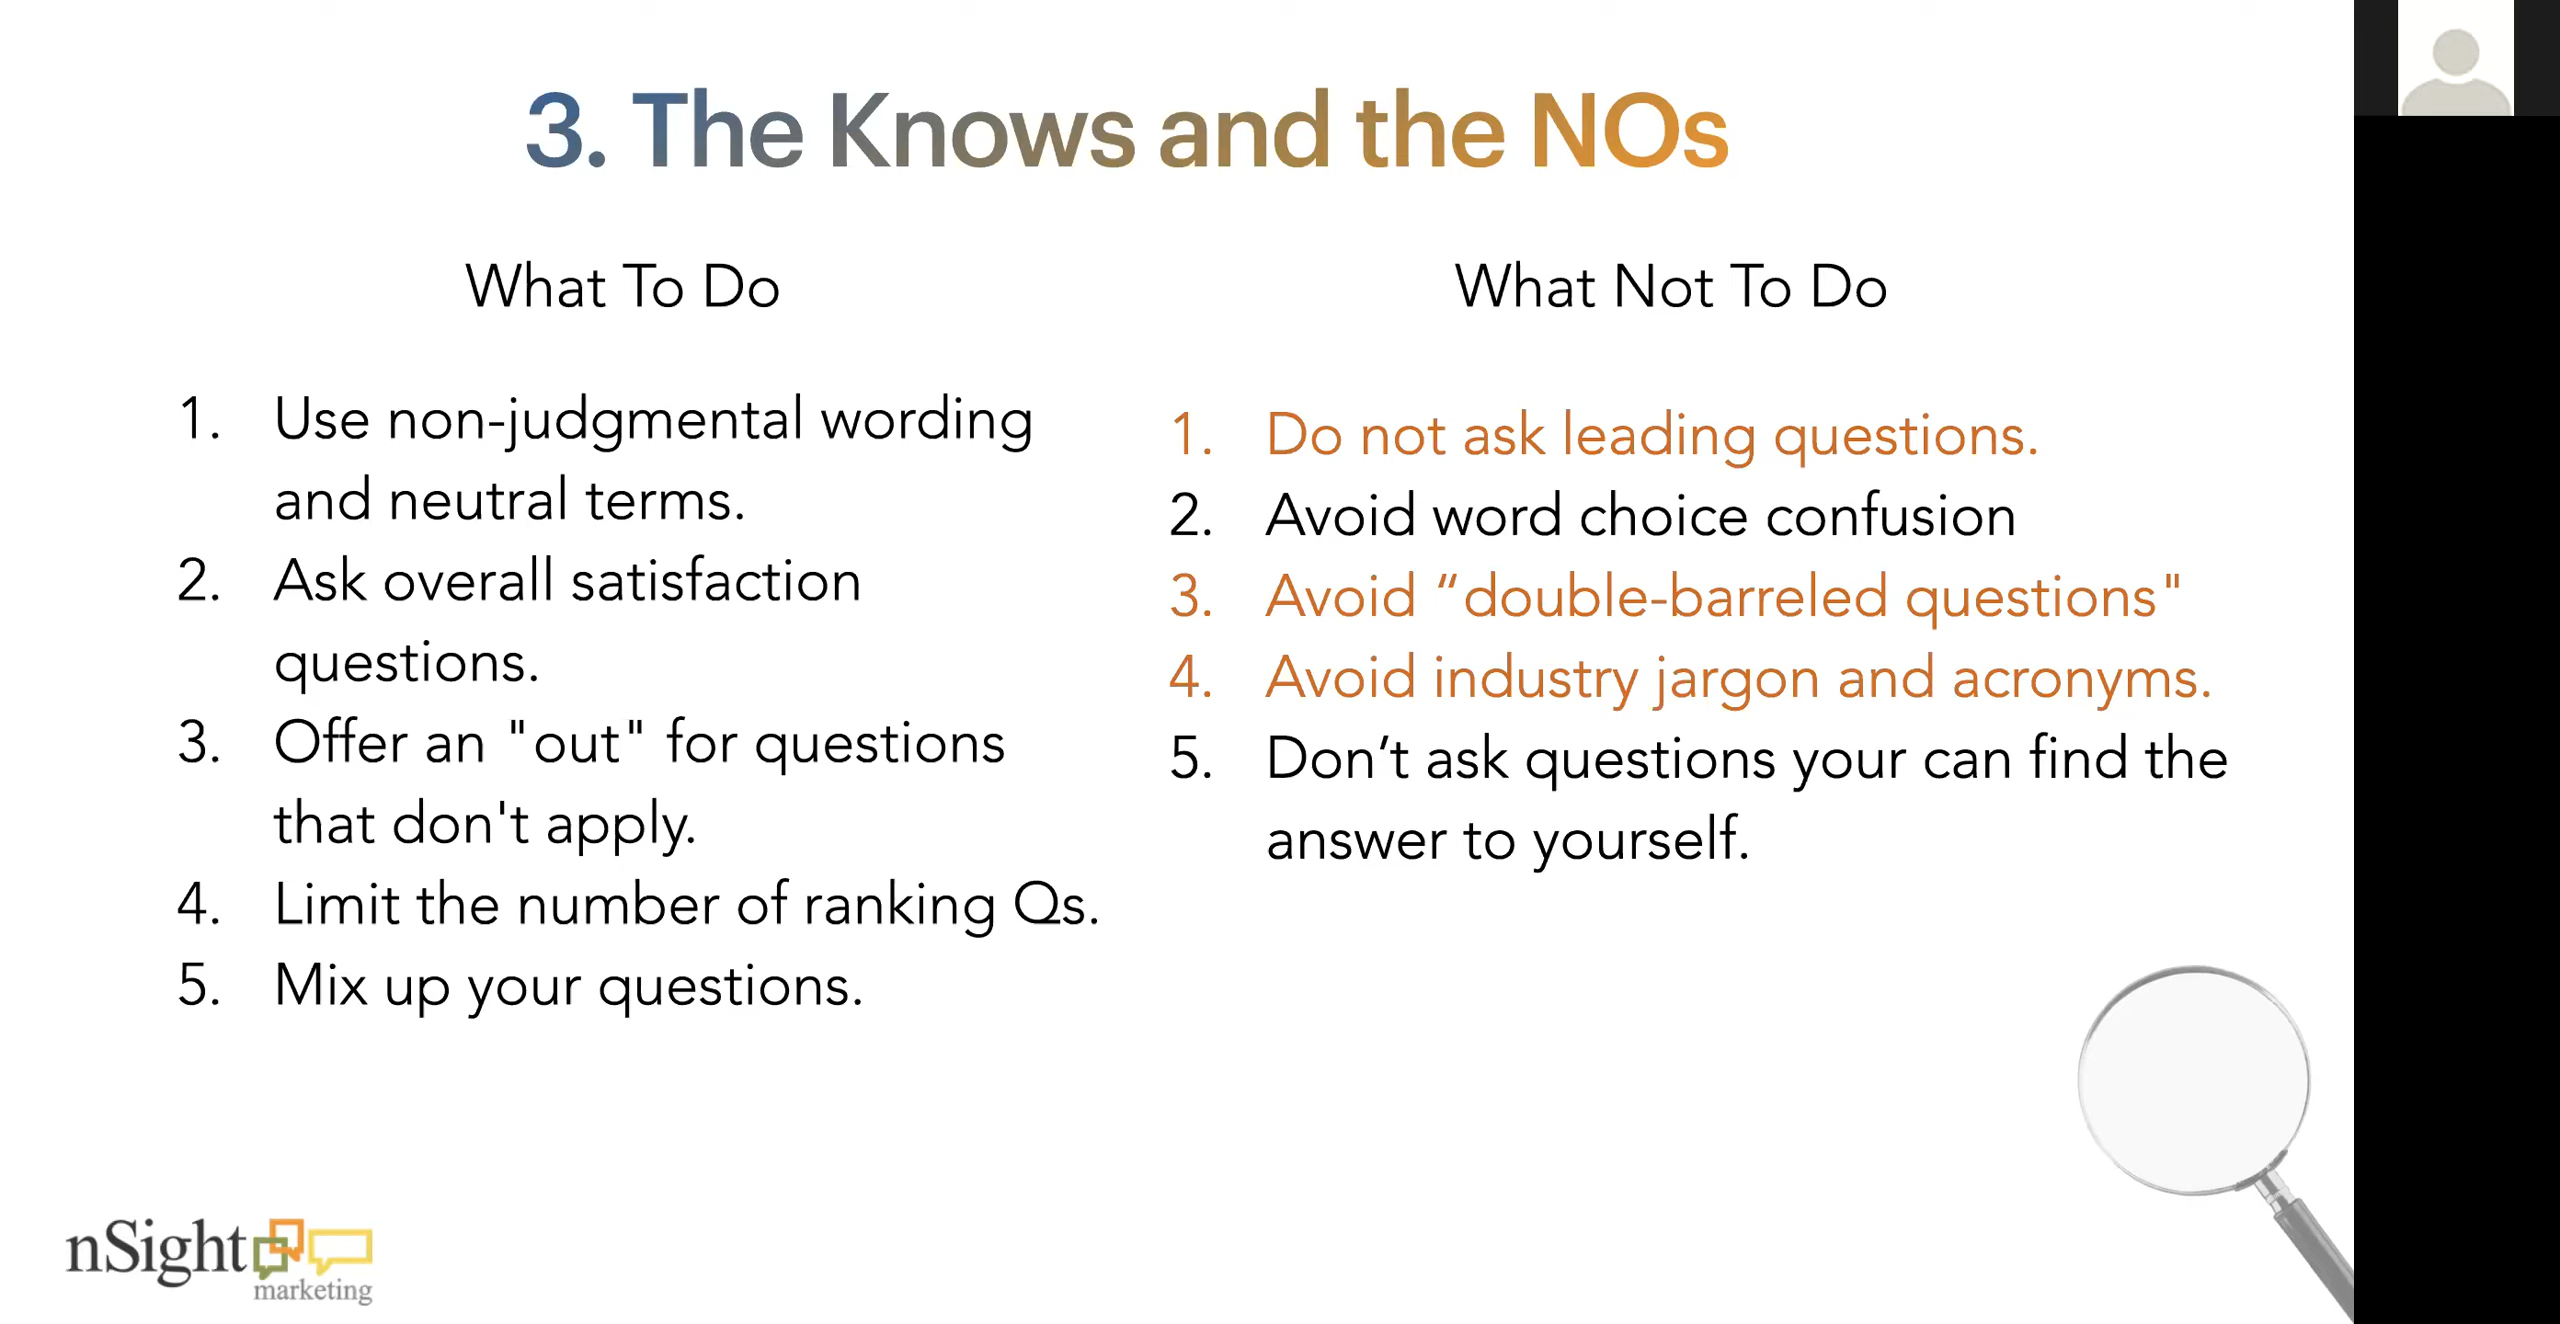 3. The Knows and the NOs
What To Do
1. Use non-judgmental wording
and neutral terms.
2. Ask overall satisfaction
questions.
3. Offer an "out" for questions
that don't apply.
4. Limit the number of ranking Qs.
5. Mix up your questions.
What Not To Do
1. Do not ask leading questions.
2. Avoid word choice confusion
3. Avoid “double-barreled questions"
4. Avoid industry jargon and acronyms.
5. Don’t ask questions your can find the
answer to yourself.
nSight
marketing